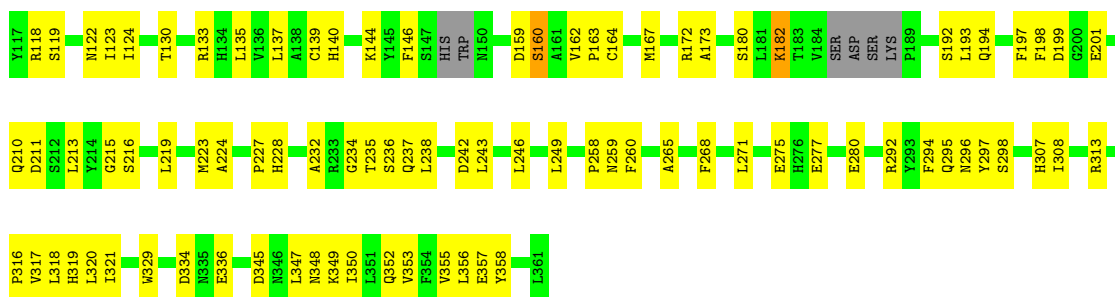 Y117 R118 S119 N122 I123 I124 T130 R133 H134 L135 V136 L137 A138 C139 H140 K144 Y145 F146 S147 HIS TRP N150 D159 S160 A161 V162 P163 C164 M167 R172 A173 S180 L181 K182 T183 V184 SER ASP SER LYS P189 S192 L193 Q194 F197 F198 D199 G200 E201
Q210 D211 S212 L213 Y214 G215 S216 L219 M223 A224 P227 H228 A232 R233 G234 T235 S236 Q237 L238 D242 L243 L246 L249 P258 N259 F260 A265 F268 L271 E275 H276 E277 E280 R292 Y293 F294 Q295 N296 Y297 S298 H307 I308 R313
P316 V317 L318 H319 L320 I321 W329 D334 N335 E336 D345 N346 L347 N348 K349 I350 L351 Q352 V353 F354 V355 L356 E357 Y358 L361